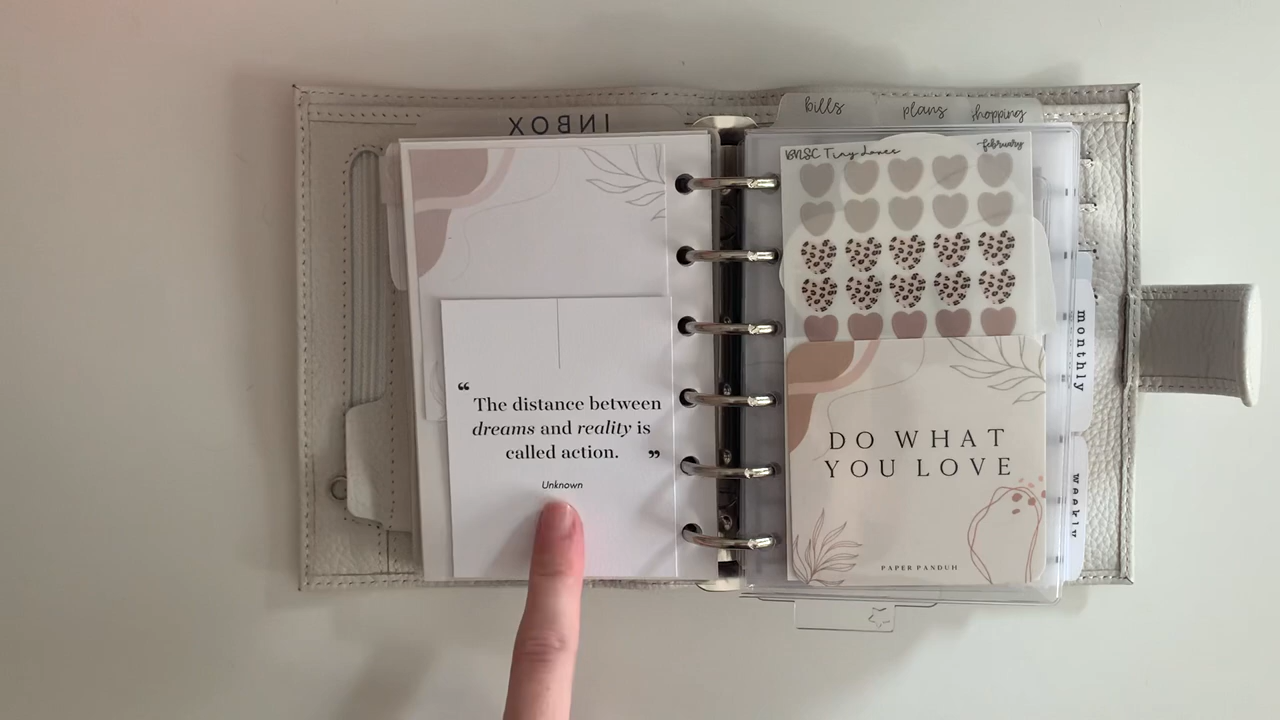 INBOX
“
The distance between
dreams and reality is
called action.
”
Unknown
bills
plans
shopping
february
BNSC Tiny
DO WHAT
YOU LOVE
PAPER PANDUH
monthly
weekly